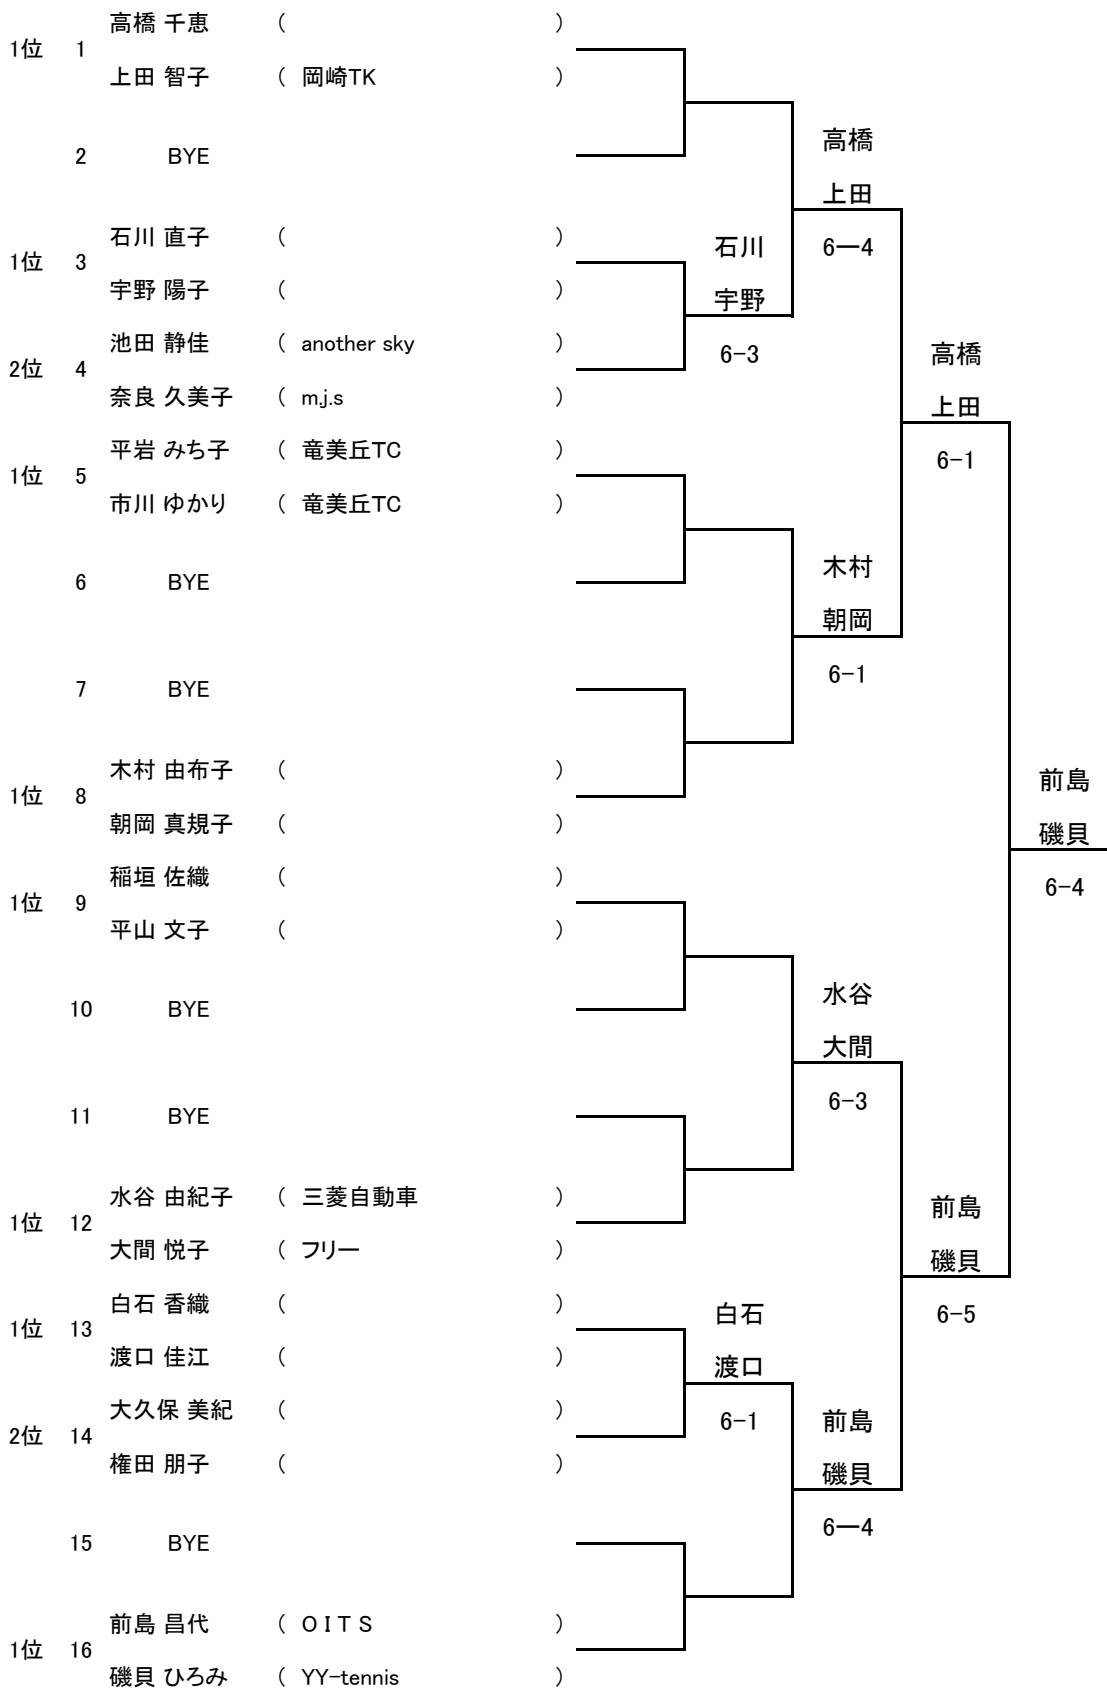 高橋 千恵 ( )
1位 1
上田 智子 ( 岡崎TK )
高橋
2 BYE
上田
石川 直子 ( ) 石川 6ー4
1位 3
宇野 陽子 ( ) 宇野
池田 静佳 ( another sky ) 6-3 高橋
2位 4
奈良 久美子 ( m.j.s ) 上田
平岩 みち子 ( 竜美丘TC ) 6-1
1位 5
市川 ゆかり ( 竜美丘TC )
木村
6 BYE
朝岡
6-1
7 BYE
木村 由布子 ( ) 前島
1位 8
朝岡 真規子 ( ) 磯貝
稲垣 佐織 ( ) 6-4
1位 9
平山 文子 ( )
水谷
10 BYE
大間
6-3
11 BYE
水谷 由紀子 ( 三菱自動車 ) 前島
1位 12
大間 悦子 ( フリー ) 磯貝
白石 香織 ( ) 白石 6-5
1位 13
渡口 佳江 ( ) 渡口
大久保 美紀 ( ) 6-1 前島
2位 14
権田 朋子 ( ) 磯貝
6ー4
15 BYE
前島 昌代 ( O I T S )
1位 16
磯貝 ひろみ ( YY-tennis )